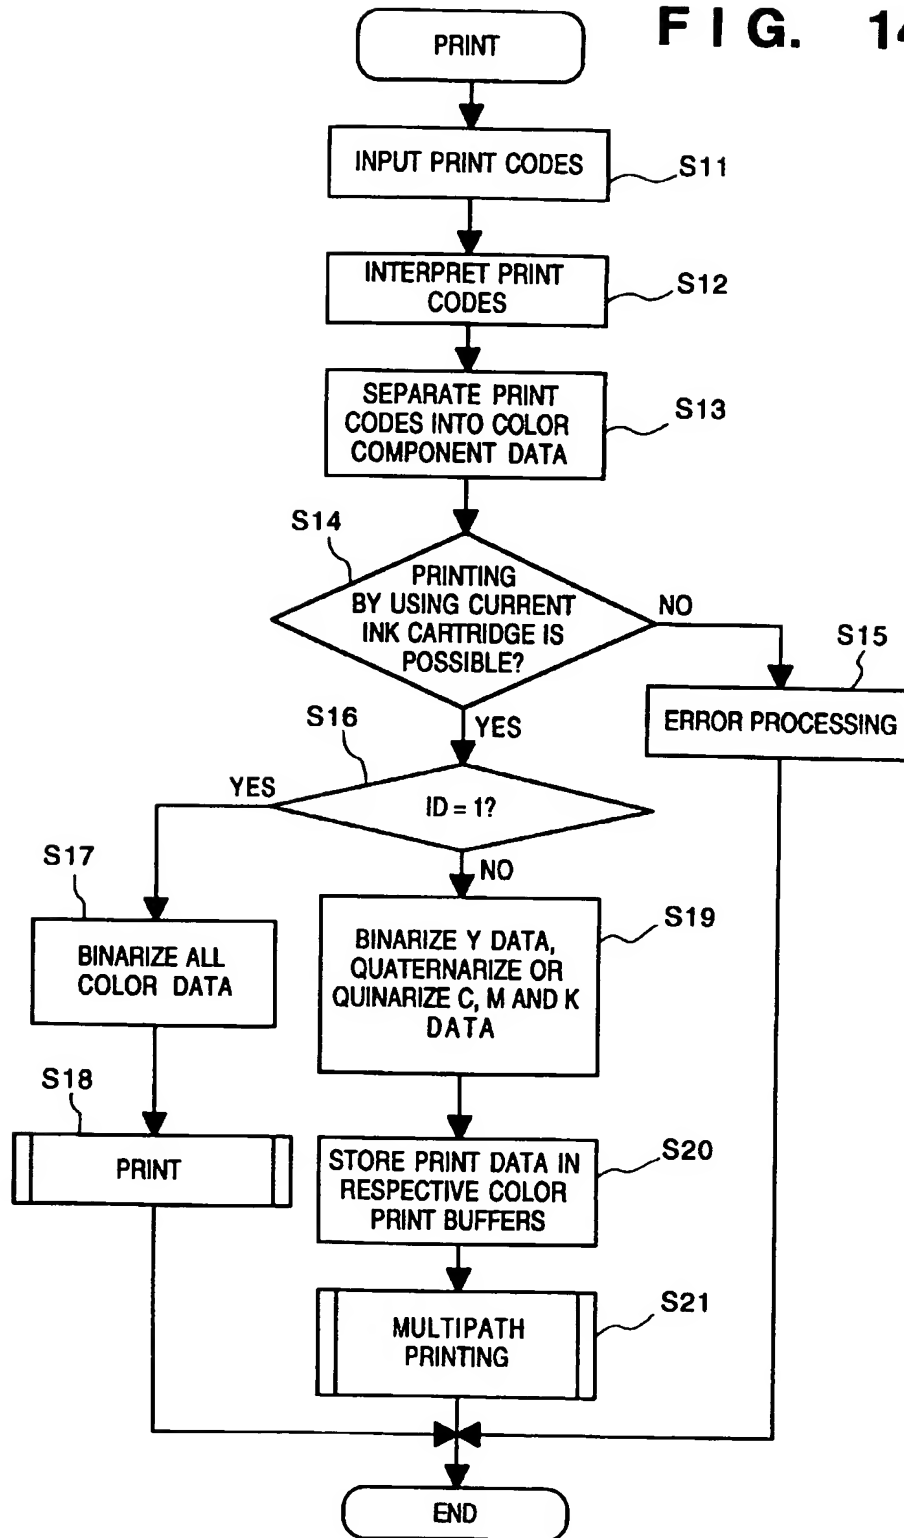 FIG. 14
PRINT
INPUT PRINT CODES
S11
INTERPRET PRINT
CODES
S12
SEPARATE PRINT
CODES INTO COLOR
COMPONENT DATA
S13
S14
PRINTING
BY USING CURRENT
INK CARTRIDGE IS
POSSIBLE?
NO
S15
ERROR PROCESSING
YES
S16
ID = 1?
YES
NO
S17
BINARIZE ALL
COLOR DATA
S19
BINARIZE Y DATA,
QUATERNARIZE OR
QUINARIZE C, M AND K
DATA
S18
PRINT
S20
STORE PRINT DATA IN
RESPECTIVE COLOR
PRINT BUFFERS
S21
MULTIPATH
PRINTING
END